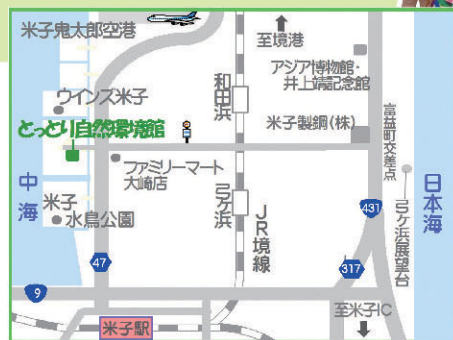 米子鬼太郎空港
至境港
アジア博物館・
井上靖記念館
和田浜
ウインズ米子
米子製鋼(株)
とっとり自然環境館
富益町交差点
ファミリーマート
大崎店
弓ヶ浜
中海
米子
水鳥公園
JR境線
431
弓ヶ浜展望台
日本海
47
317
9
至米子IC
米子駅